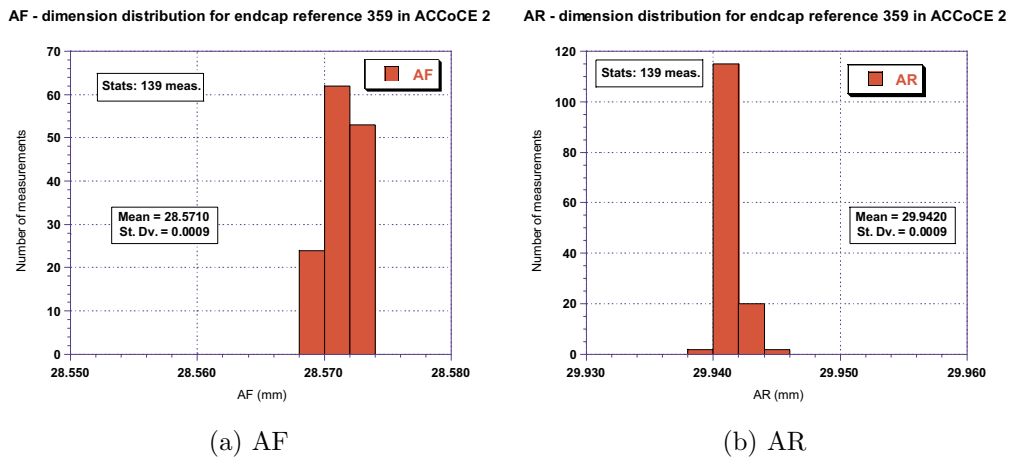 AF - dimension distribution for endcap reference 359 in ACCoCE 2
70
60
50
40
30
20
10
0
Number of measurements
Stats: 139 meas.
AF
Mean = 28.5710
St. Dv. = 0.0009
28.550 28.560 28.570 28.580
AF (mm)
(a) AF
AR - dimension distribution for endcap reference 359 in ACCoCE 2
120
100
80
60
40
20
0
Number of measurements
Stats: 139 meas.
AR
Mean = 29.9420
St. Dv. = 0.0009
29.930 29.940 29.950 29.960
AR (mm)
(b) AR